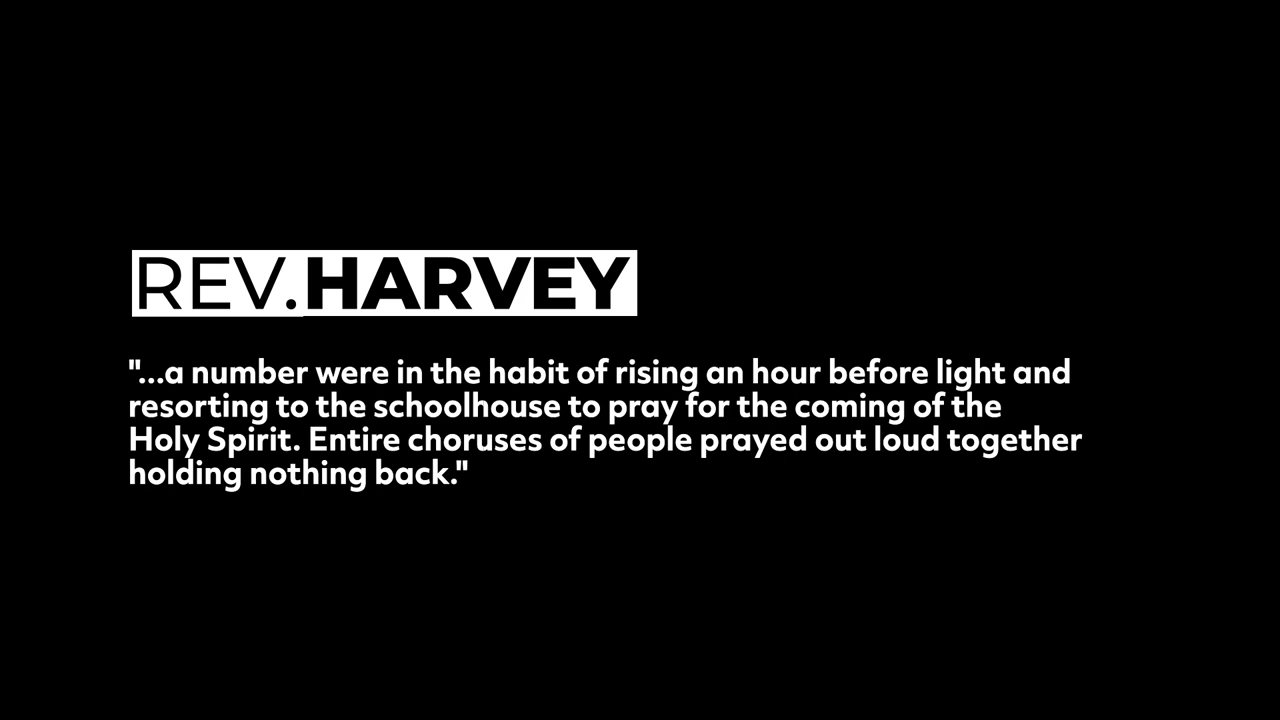 REV.HARVEY
"...a number were in the habit of rising an hour before light and
resorting to the schoolhouse to pray for the coming of the
Holy Spirit. Entire choruses of people prayed out loud together
holding nothing back."